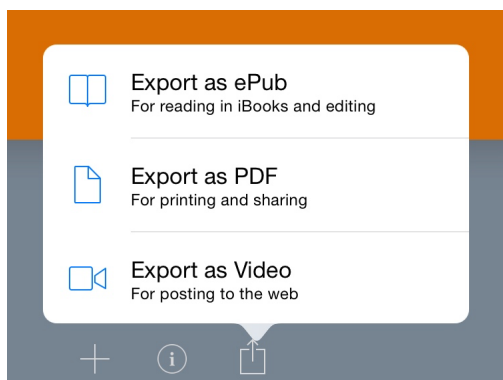 Export as ePub
For reading in iBooks and editing
Export as PDF
For printing and sharing
Export as Video
For posting to the web